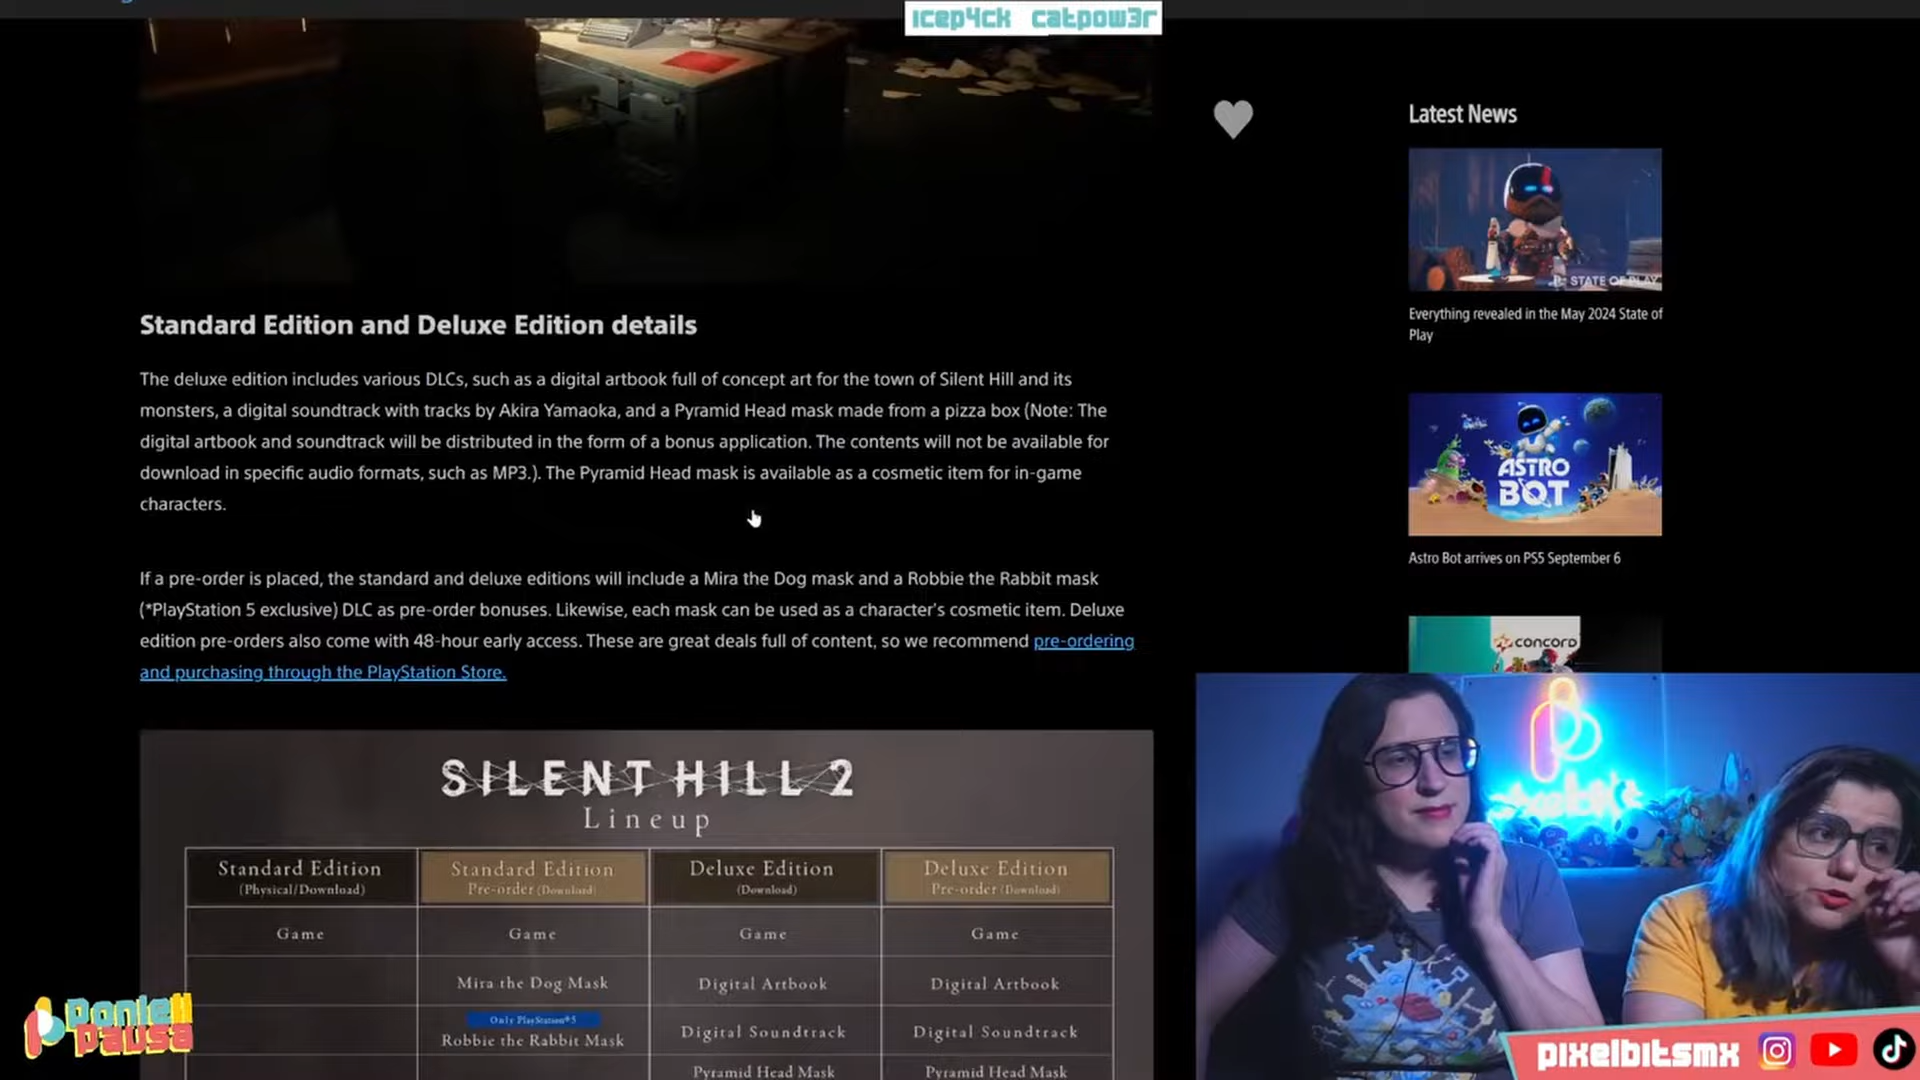 icep4ck catpow3r
Latest News
STATE OF PLAY
Everything revealed in the May 2024 State of
Play
ASTRO
BOT
Astro Bot arrives on PS5 September 6
CONCORD
Standard Edition and Deluxe Edition details
The deluxe edition includes various DLCs, such as a digital artbook full of concept art for the town of Silent Hill and its
monsters, a digital soundtrack with tracks by Akira Yamaoka, and a Pyramid Head mask made from a pizza box (Note: The
digital artbook and soundtrack will be distributed in the form of a bonus application. The contents will not be available for
download in specific audio formats, such as MP3.). The Pyramid Head mask is available as a cosmetic item for in-game
characters.
If a pre-order is placed, the standard and deluxe editions will include a Mira the Dog mask and a Robbie the Rabbit mask
(*PlayStation 5 exclusive) DLC as pre-order bonuses. Likewise, each mask can be used as a character's cosmetic item. Deluxe
edition pre-orders also come with 48-hour early access. These are great deals full of content, so we recommend pre-ordering
and purchasing through the PlayStation Store.
SILENT HILL 2
Lineup
Standard Edition
(Physical/Download)
Standard Edition
Pre-order (Download)
Deluxe Edition
(Download)
Deluxe Edition
Pre-order (Download)
Game
Game
Game
Game
Mira the Dog Mask
Digital Artbook
Digital Artbook
Only PlayStation®5
Robbie the Rabbit Mask
Digital Soundtrack
Digital Soundtrack
Pyramid Head Mask
Pyramid Head Mask
Ponle
Pausa
pixelbitsmx